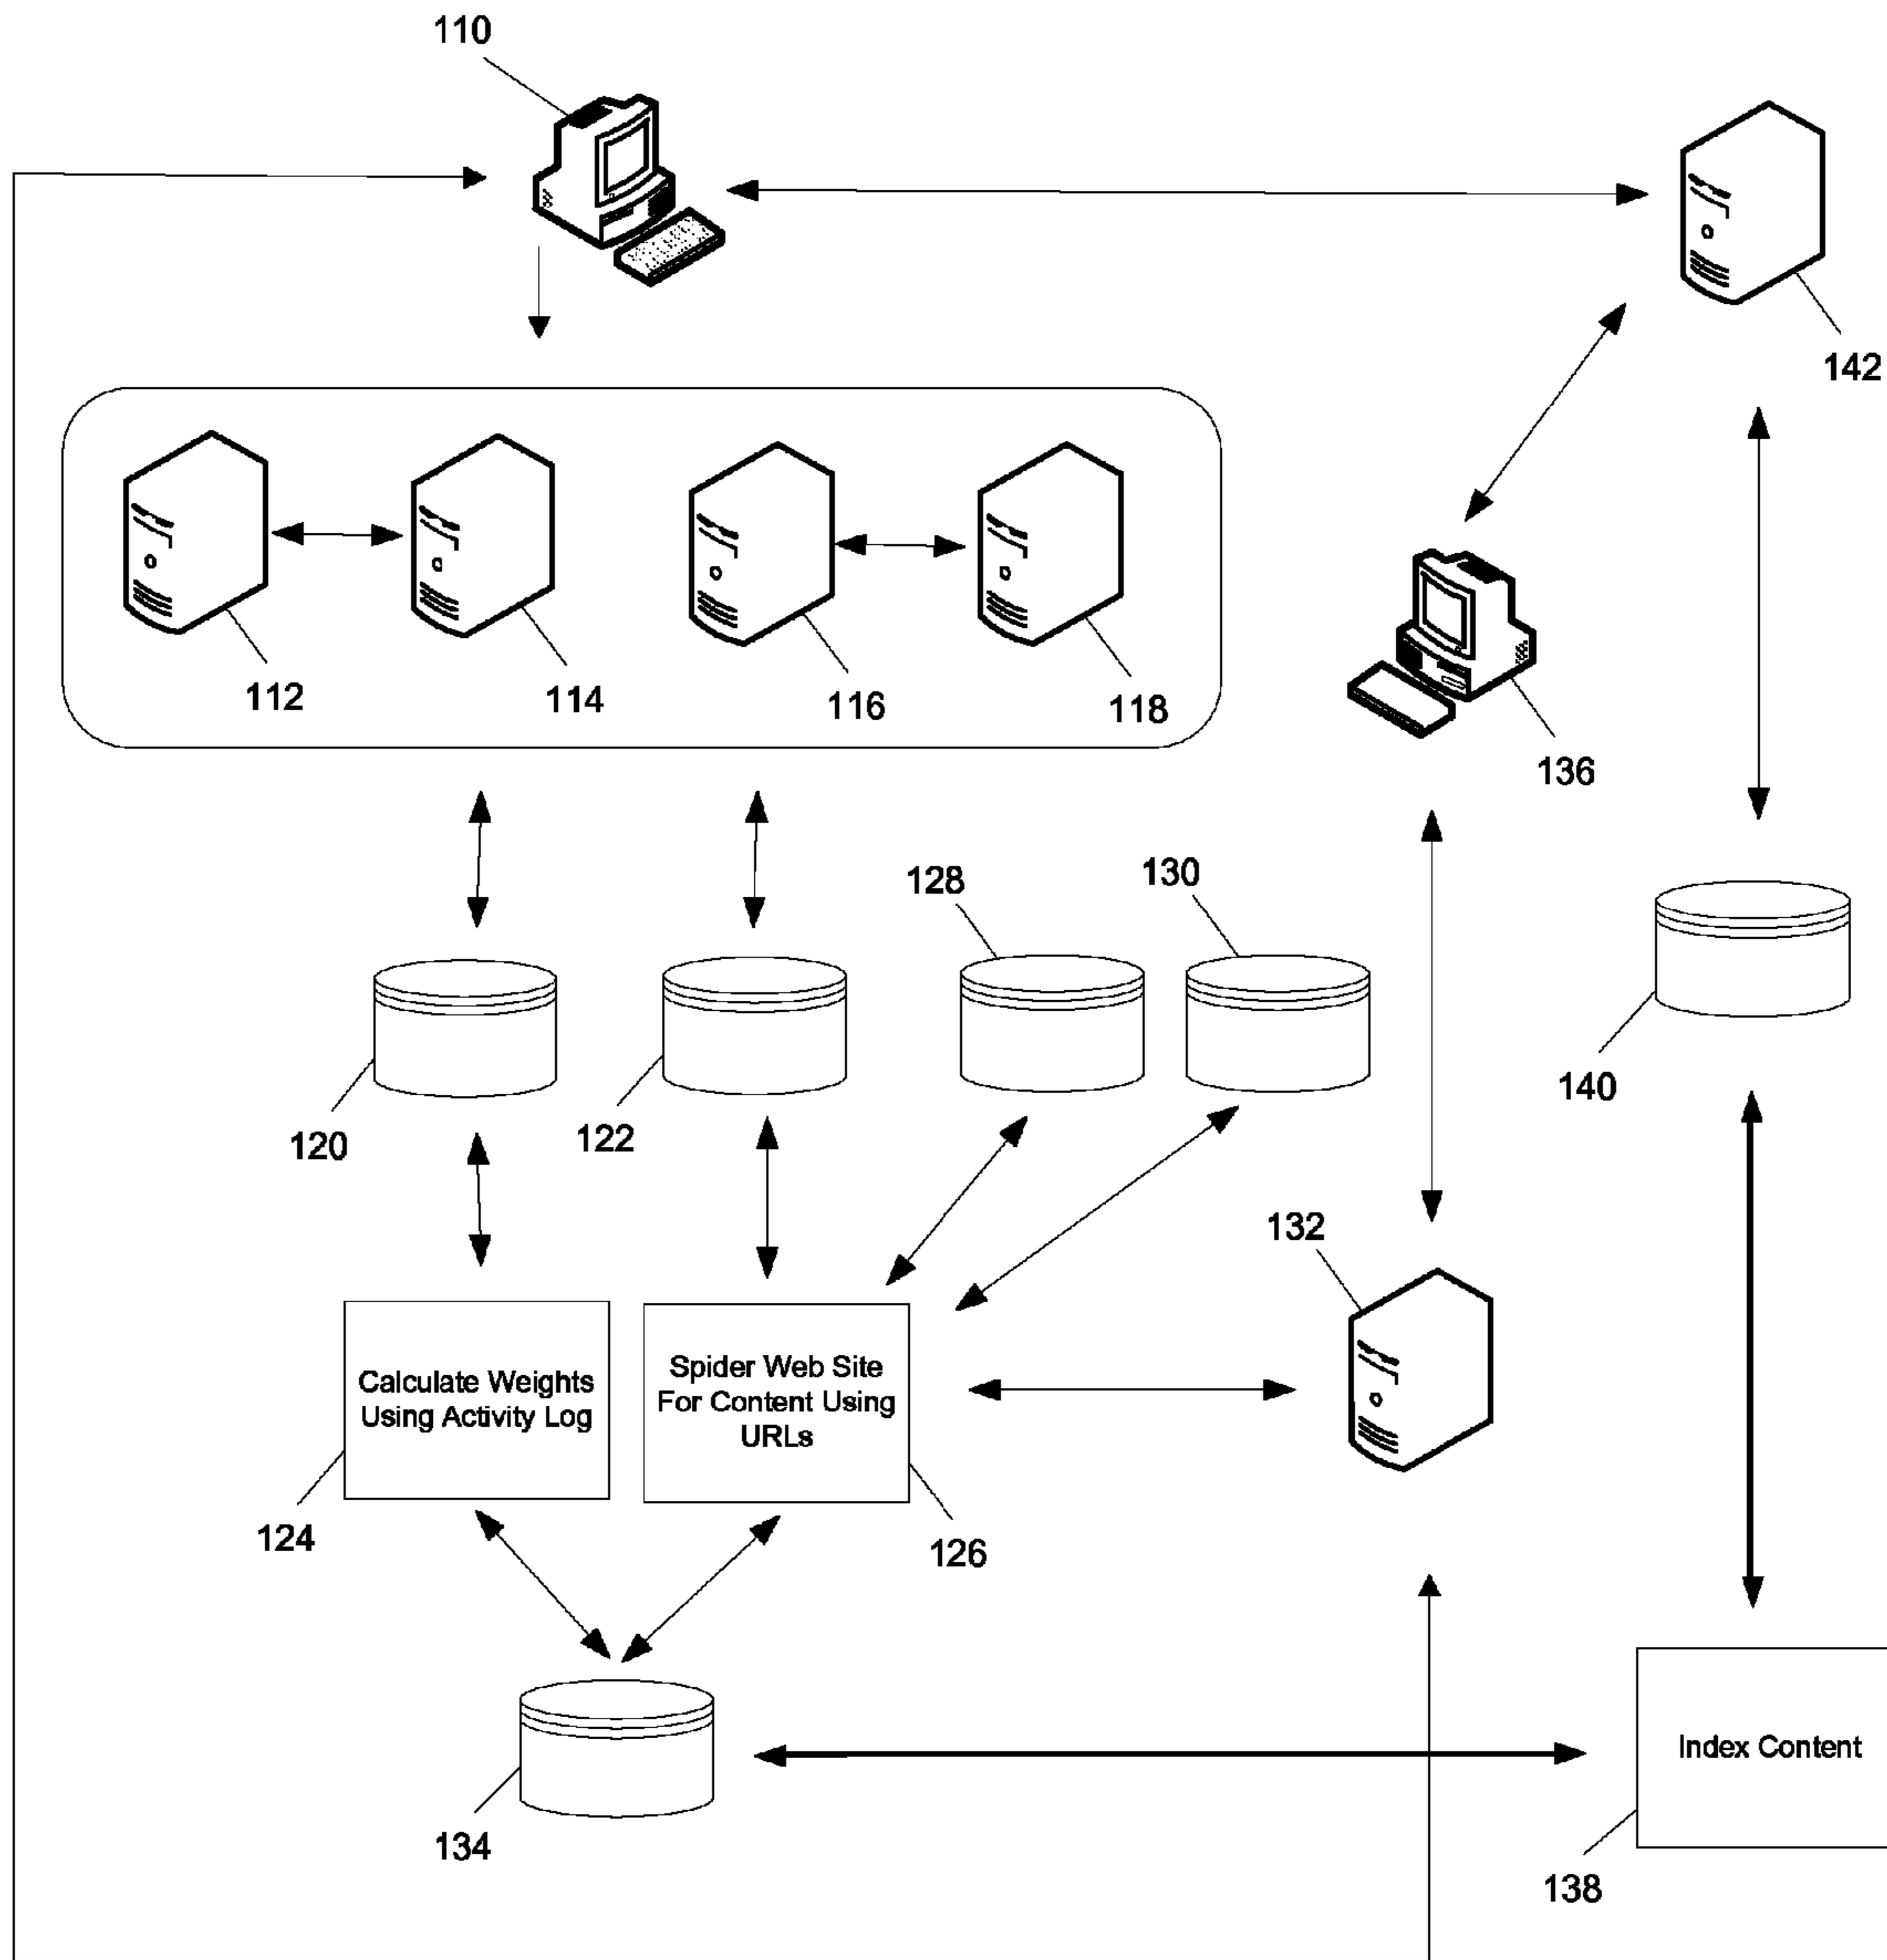 110
142
112
114
116
118
136
128
130
120
122
140
132
Calculate Weights
Using Activity Log
Spider Web Site
For Content Using
URLs
124
126
Index Content
134
138